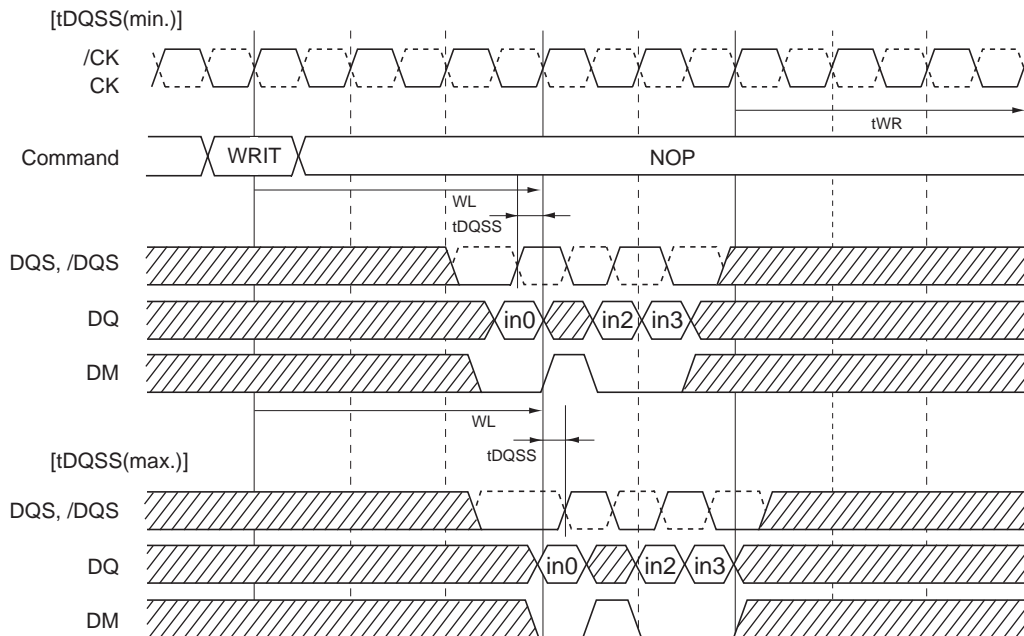 [tDQSS(min.)]
/CK
CK
tWR
Command WRIT NOP
WL
tDQSS
DQS, /DQS
DQ in0 in2 in3
DM
WL
tDQSS
[tDQSS(max.)]
DQS, /DQS
DQ in0 in2 in3
DM